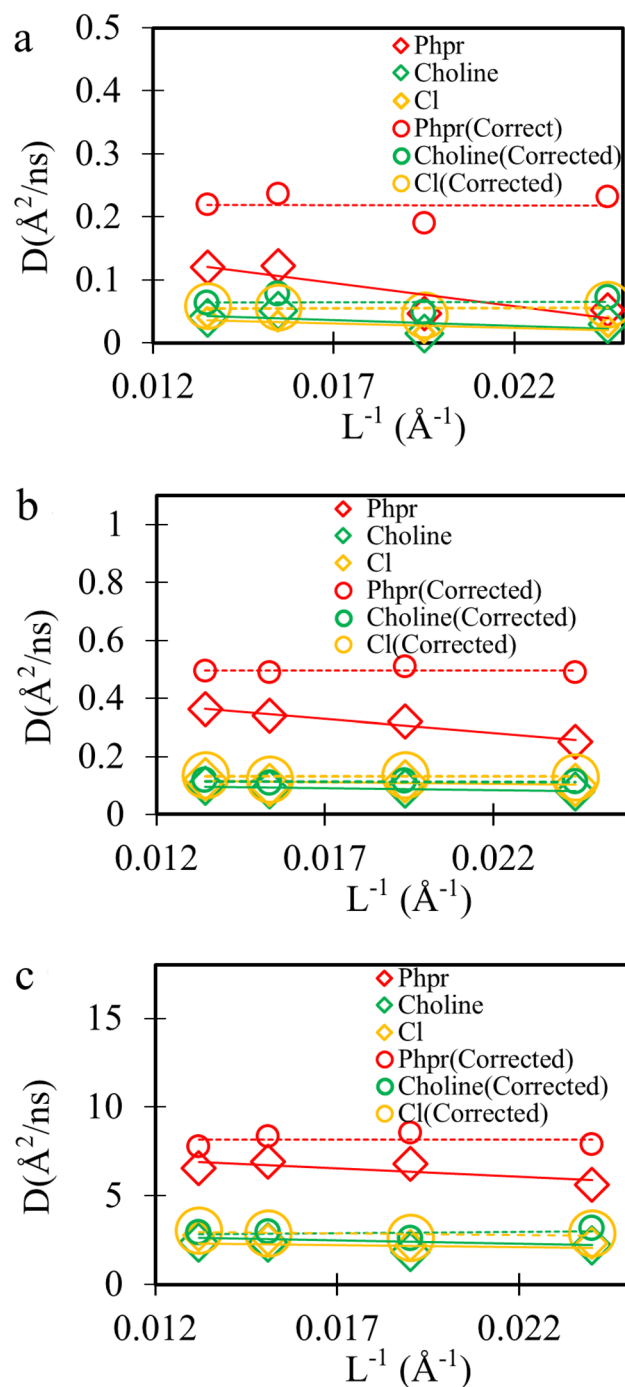 a
0.5
Phpr
Choline
0.4
Cl
Phpr(Correct)
0.3
Choline(Corrected)
Cl(Corrected)
0.2
0.1
0
D(Å²/ns)
0.012
0.017
0.022
L⁻¹ (Å⁻¹)
b
1
Phpr
Choline
Cl
0.8
Phpr(Corrected)
Choline(Corrected)
0.6
Cl(Corrected)
0.4
0.2
0
D(Å²/ns)
0.012
0.017
0.022
L⁻¹ (Å⁻¹)
c
Phpr
Choline
15
Cl
Phpr(Corrected)
Choline(Corrected)
10
Cl(Corrected)
5
0
D(Å²/ns)
0.012
0.017
0.022
L⁻¹ (Å⁻¹)